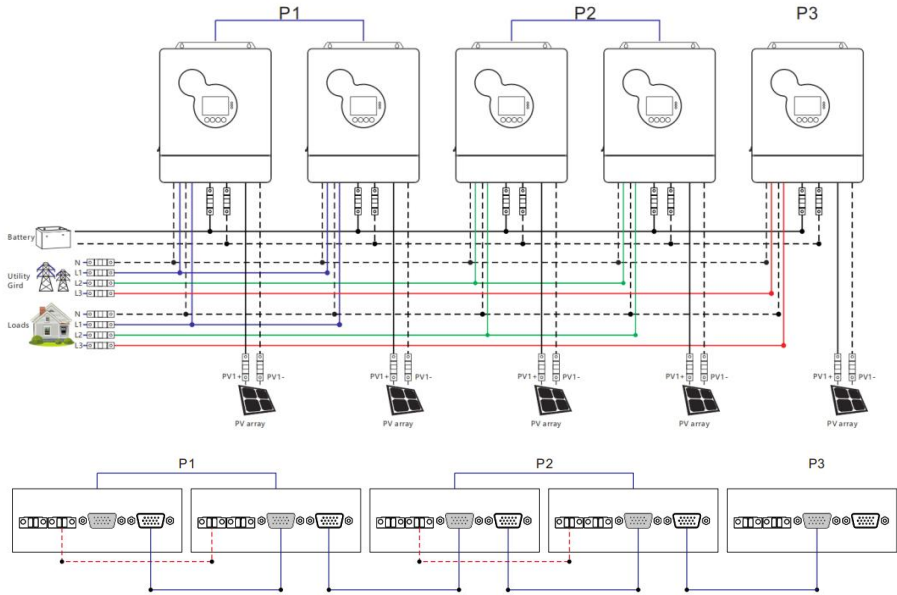 P1 P2 P3
Battery
Utility
Gird
N
L1
L2
L3
Loads
N
L1
L2
L3
PV1+ PV1- PV1+ PV1- PV1+ PV1- PV1+ PV1- PV1+ PV1-
PV array PV array PV array PV array PV array
P1 P2 P3